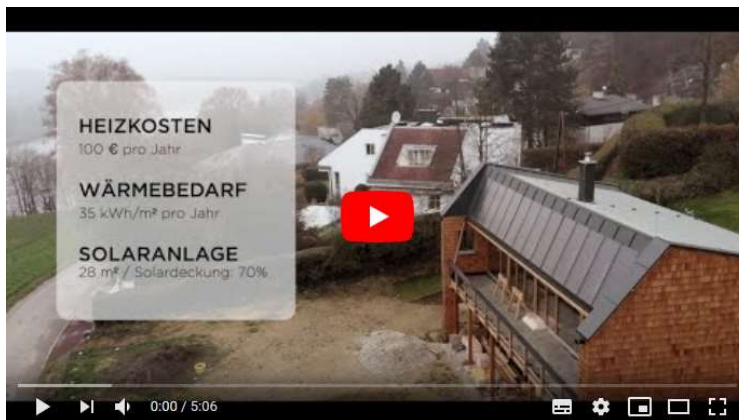 HEIZKOSTEN
100 € pro Jahr
WÄRMEBEDARF
35 kWh/m² pro Jahr
SOLARANLAGE
28 m² / Solardeckung: 70%
0:00 / 5:06